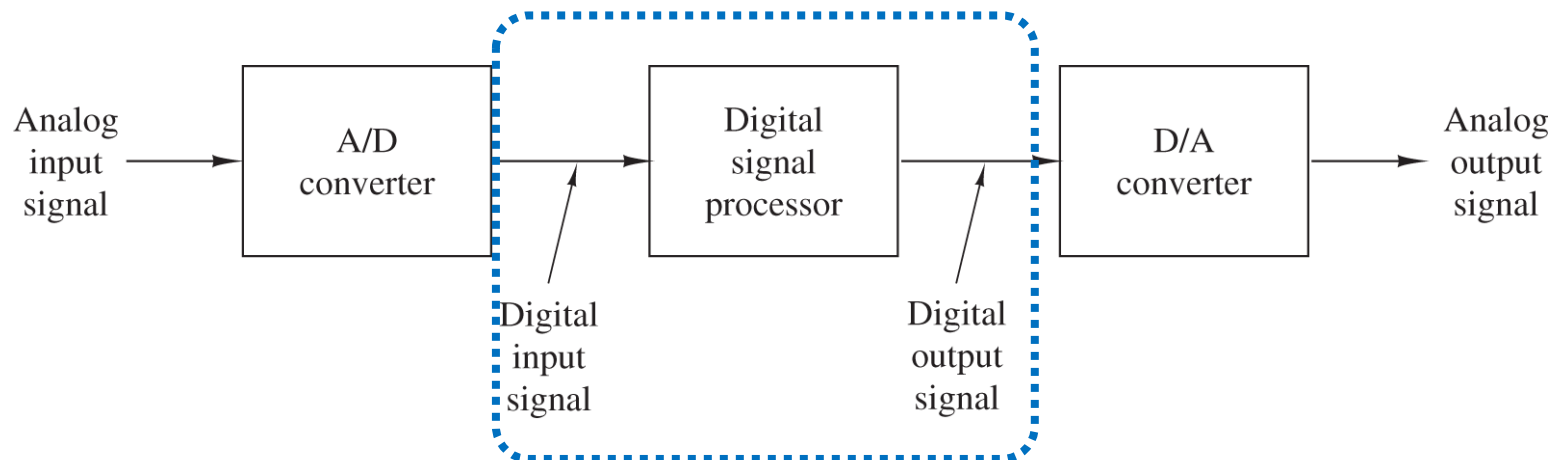 Analog
input
signal
A/D
converter
Digital
signal
processor
D/A
converter
Analog
output
signal
Digital
input
signal
Digital
output
signal